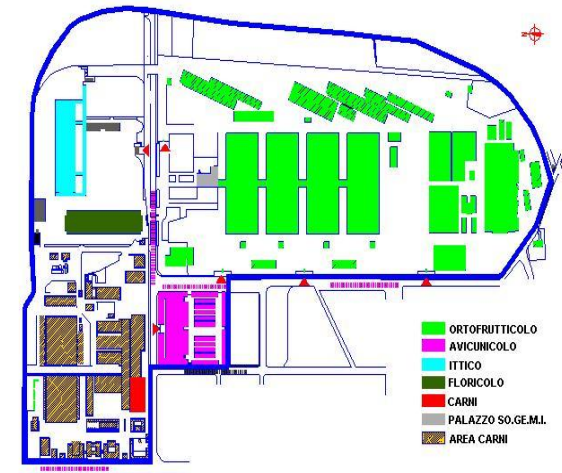 ORTOFRUTTICOLO
AVICUNICOLO
ITTICO
FLORICOLO
CARNI
PALAZZO SO.GE.M.I.
AREA CARNI